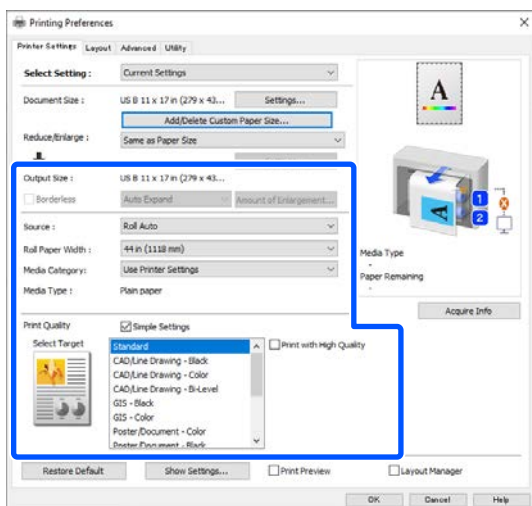 Printing Preferences
Printer Settings Layout Advanced Utility
Select Setting : Current Settings
Document Size : US B 11 x 17 in (279 x 43... Settings...
Add/Delete Custom Paper Size...
Reduce/Enlarge : Same as Paper Size
Output Size : US B 11 x 17 in (279 x 43...
Borderless Auto Expand Amount of Enlargement...
Source : Roll Auto
Roll Paper Width : 44 in (1118 mm)
Media Category : Use Printer Settings
Media Type : Plain paper
Print Quality Simple Settings
Select Target
Standard
CAD/Line Drawing - Black
CAD/Line Drawing - Color
CAD/Line Drawing - Bi-Level
GIS - Black
GIS - Color
Poster/Document - Color
Poster/Document - Black
Print with High Quality
A
A
1
2
Media Type
-
Paper Remaining
-
Acquire Info
Restore Default Show Settings... Print Preview Layout Manager
OK Cancel Help